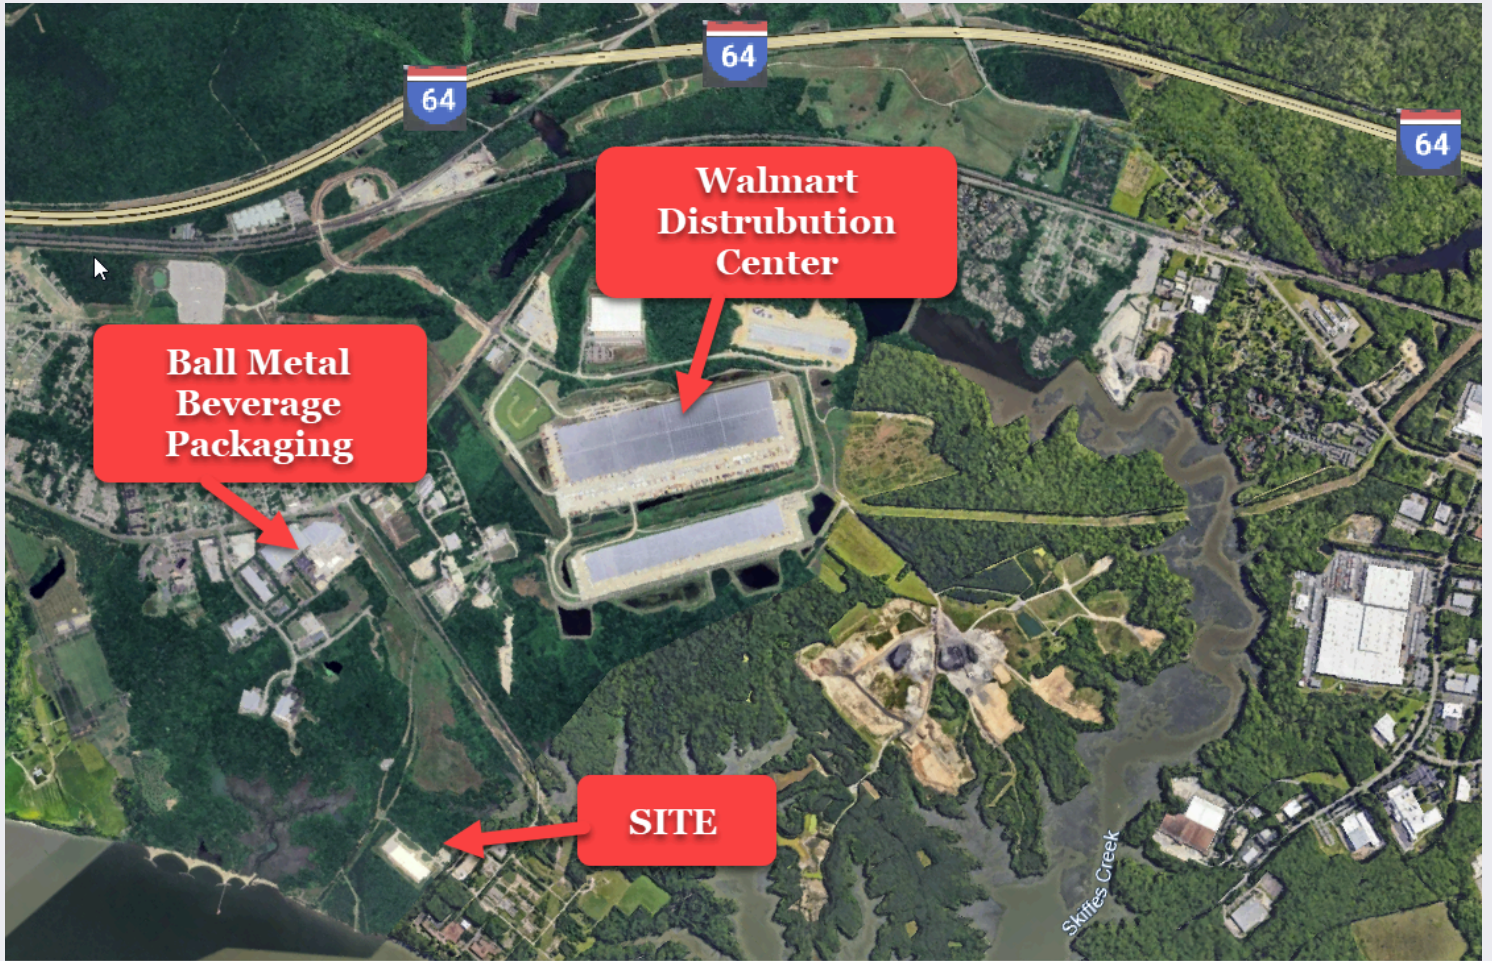 64
64
64
Walmart
Distrubution
Center
Ball Metal
Beverage
Packaging
SITE
Skiffes Creek